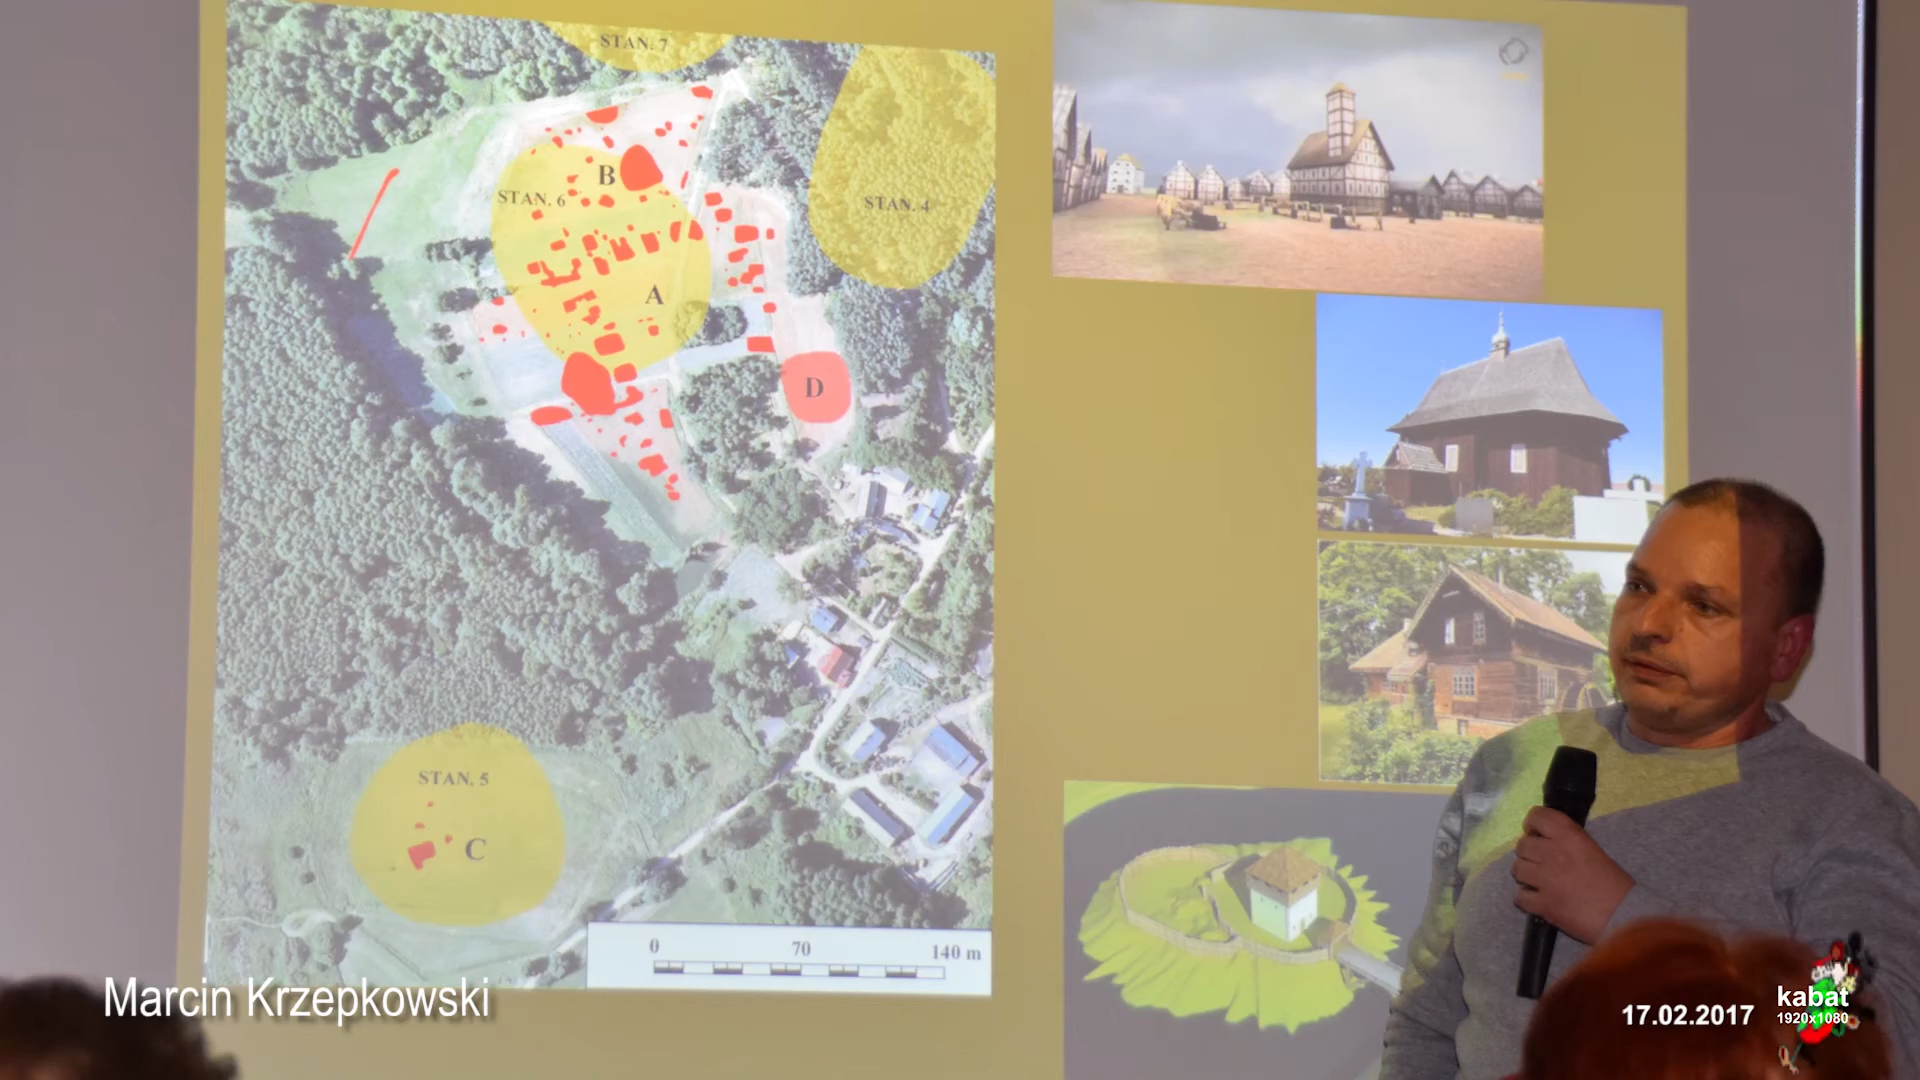 STAN. 7
B
STAN. 6
STAN. 4
A
D
STAN. 5
C
0 70 140 m
Marcin Krzepkowski
17.02.2017
kabat
1920x1080